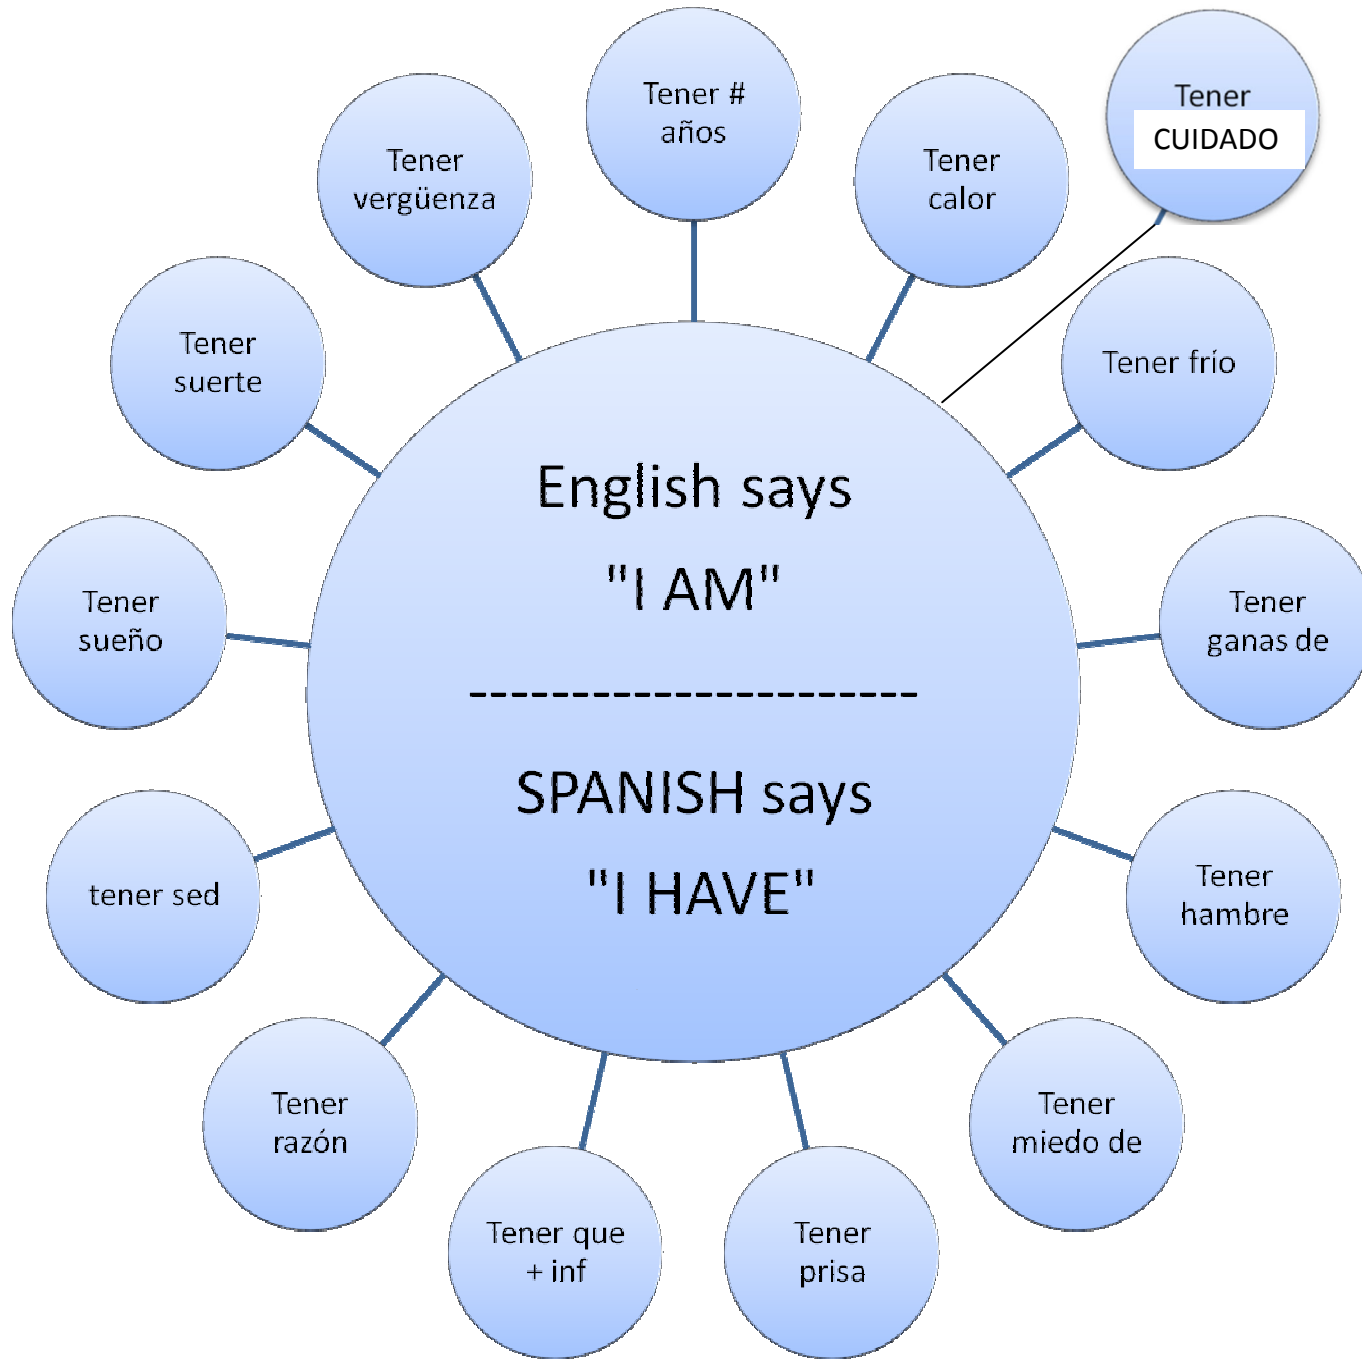 English says
"I AM"
----------------------
SPANISH says
"I HAVE"
Tener #
años
Tener
calor
Tener
CUIDADO
Tener frío
Tener
ganas de
Tener
hambre
Tener
miedo de
Tener
prisa
Tener que
+ inf
Tener
razón
tener sed
Tener
sueño
Tener
suerte
Tener
vergüenza